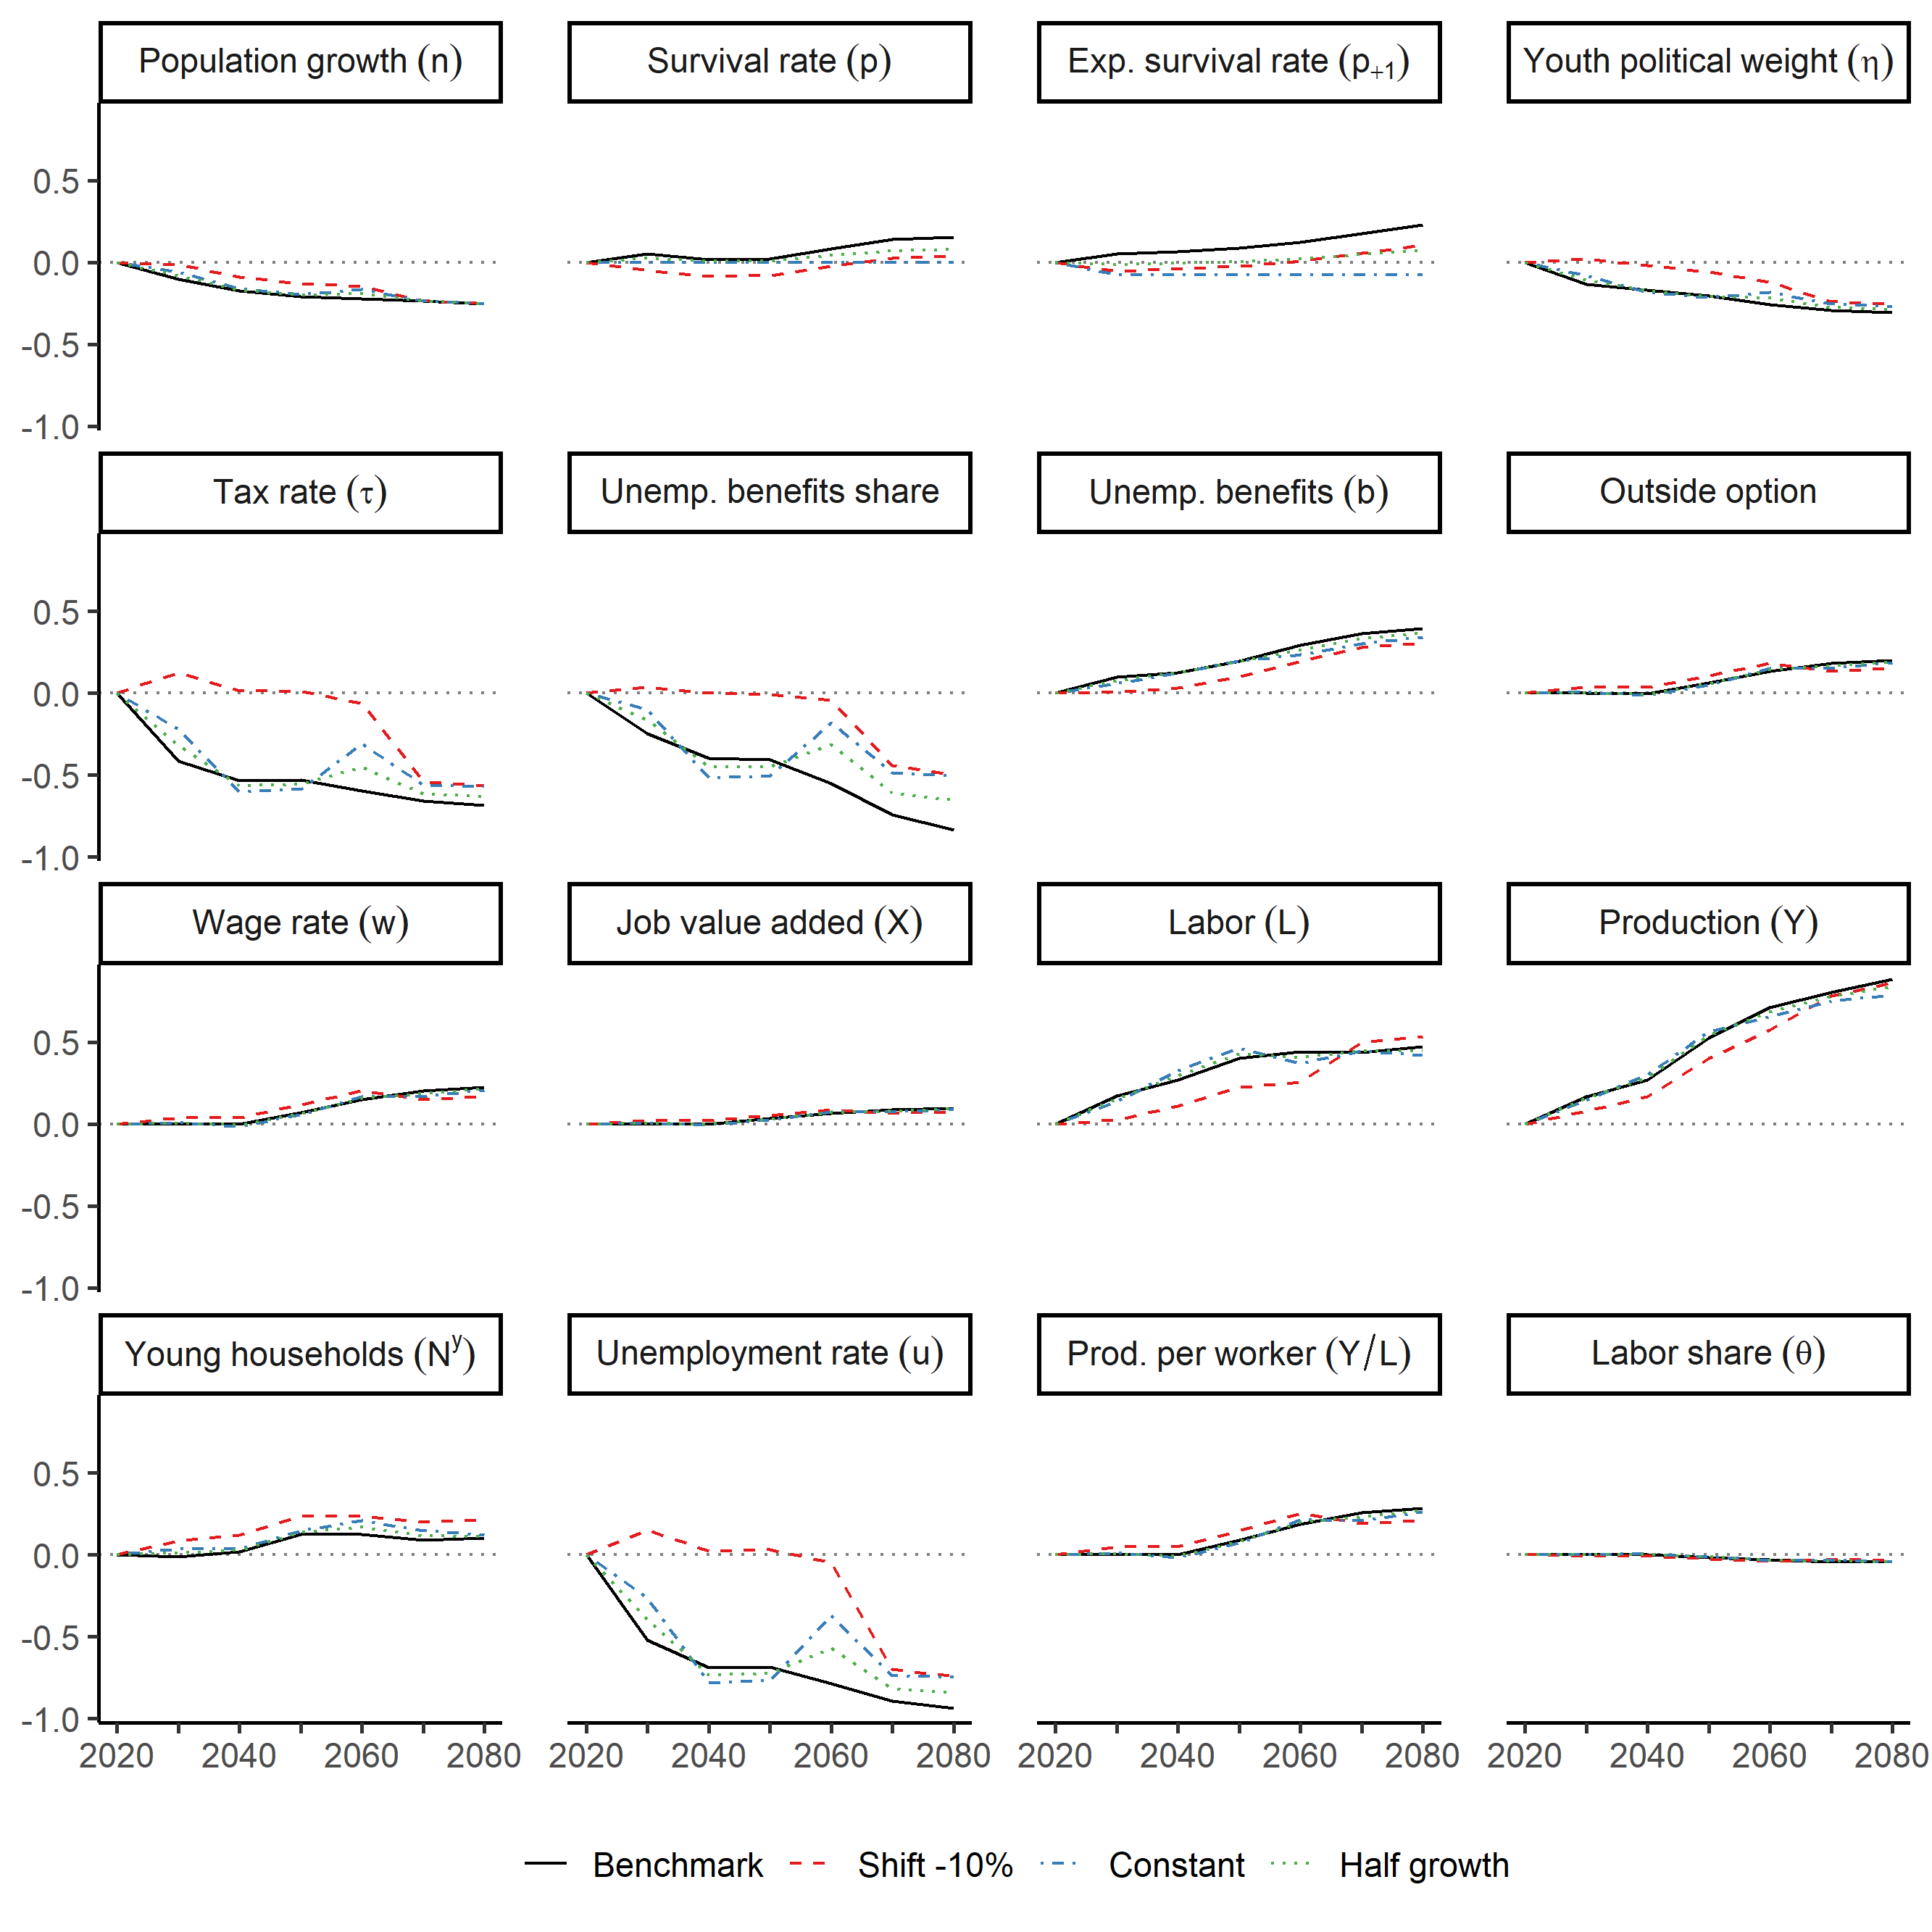 Population growth (n)
Survival rate (p)
Exp. survival rate (p+1)
Youth political weight (η)
0.5
0.0
-0.5
-1.0
Tax rate (τ)
Unemp. benefits share
Unemp. benefits (b)
Outside option
0.5
0.0
-0.5
-1.0
Wage rate (w)
Job value added (X)
Labor (L)
Production (Y)
0.5
0.0
-0.5
-1.0
Young households (N^y)
Unemployment rate (u)
Prod. per worker (Y/L)
Labor share (θ)
0.5
0.0
-0.5
-1.0
2020 2040 2060 2080 2020 2040 2060 2080 2020 2040 2060 2080 2020 2040 2060 2080
Benchmark Shift -10% Constant Half growth